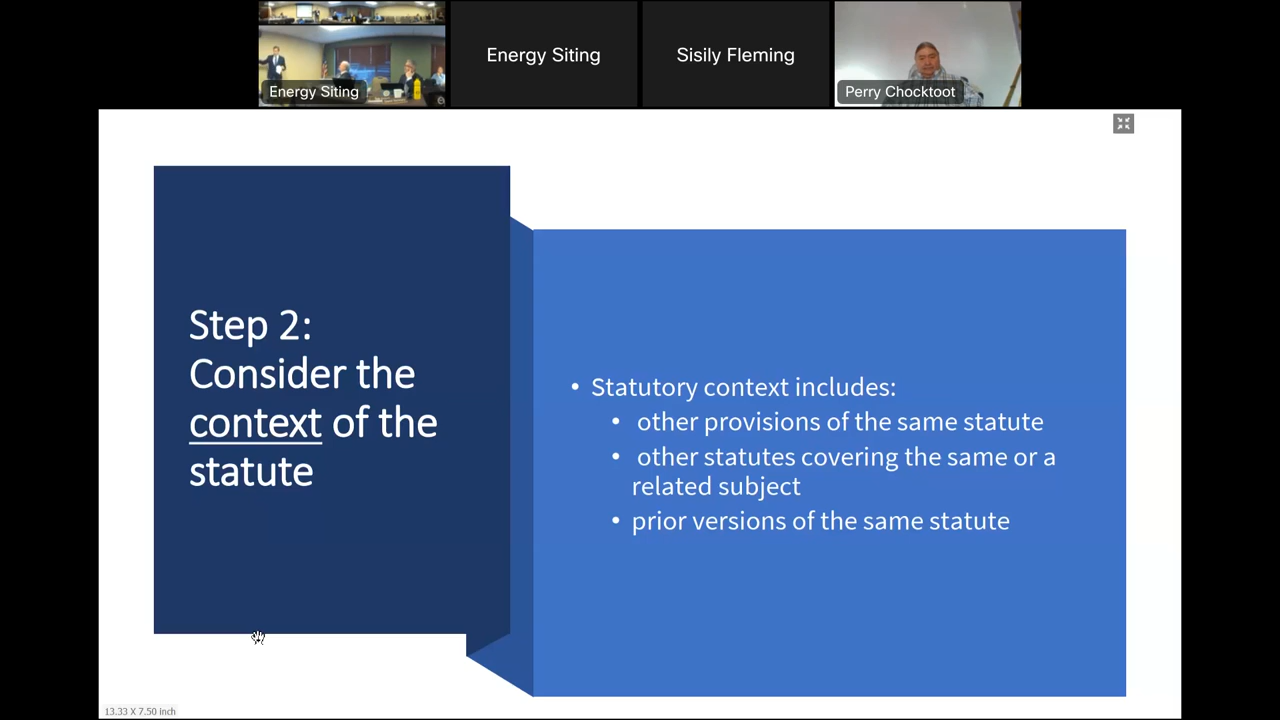 Energy Siting
Energy Siting
Sisily Fleming
Perry Chocktoot
Step 2:
Consider the
context of the
statute
• Statutory context includes:
• other provisions of the same statute
• other statutes covering the same or a
related subject
• prior versions of the same statute
13.33 X 7.50 inch